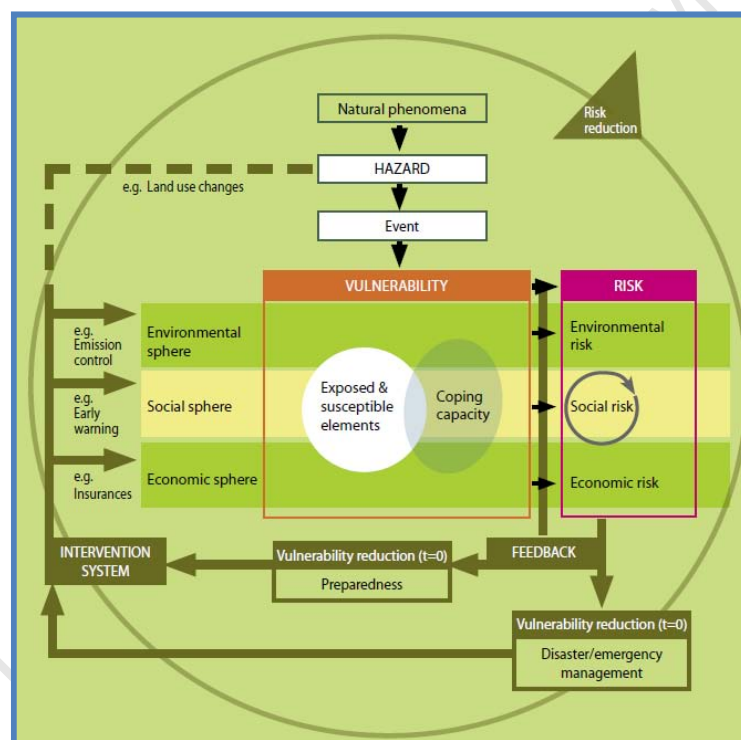 Natural phenomena
Risk
reduction
HAZARD
e.g. Land use changes
Event
VULNERABILITY
RISK
e.g.
Emission
control
Environmental
sphere
Environmental
risk
Exposed &
susceptible
elements
Coping
capacity
e.g.
Early
warning
Social sphere
Social risk
e.g.
Insurances
Economic sphere
Economic risk
INTERVENTION
SYSTEM
Vulnerability reduction (t=0)
Preparedness
FEEDBACK
Vulnerability reduction (t=0)
Disaster/emergency
management